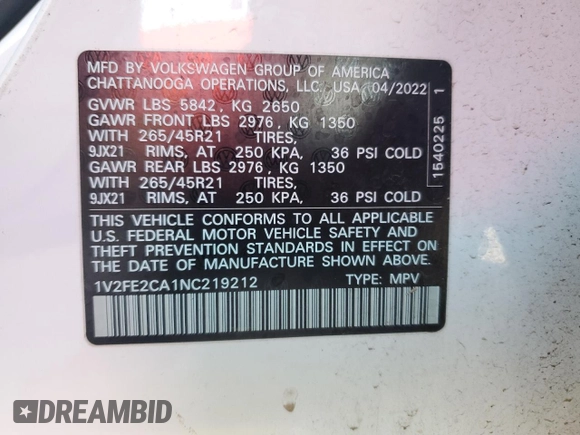 MFD BY VOLKSWAGEN GROUP OF AMERICA
CHATTANOOGA OPERATIONS, LLC. USA 04/2022
GVWR LBS 5842, KG 2650
GAWR FRONT LBS 2976, KG 1350
WITH 265/45R21 TIRES,
9JX21 RIMS, AT 250 KPA, 36 PSI COLD
GAWR REAR LBS 2976, KG 1350
WITH 265/45R21 TIRES,
9JX21 RIMS, AT 250 KPA, 36 PSI COLD
THIS VEHICLE CONFORMS TO ALL APPLICABLE
U.S. FEDERAL MOTOR VEHICLE SAFETY AND
THEFT PREVENTION STANDARDS IN EFFECT ON
THE DATE OF MANUFACTURE SHOWN ABOVE.
1V2FE2CA1NC219212 TYPE: MPV
1540225 1
DREAMBID